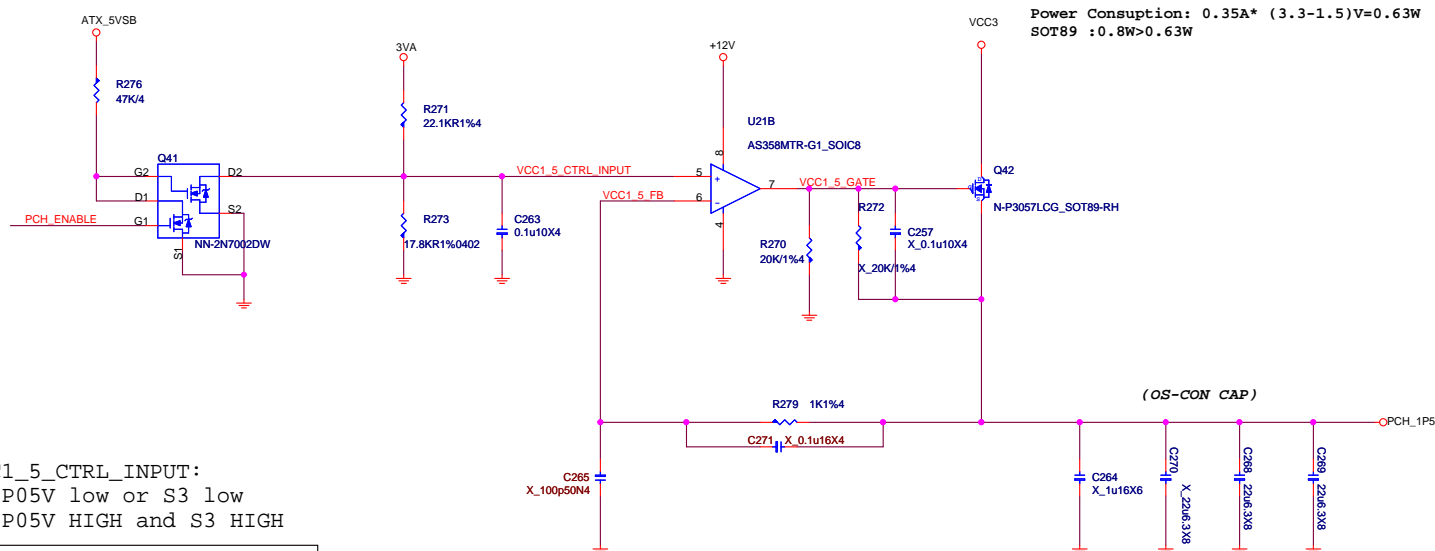 Power Consuption: 0.35A* (3.3-1.5)V=0.63W
SOT89 :0.8W>0.63W
ATX_5VSB
R276
47K/4
Q41
G2
D2
D1
S2
PCH_ENABLE
G1
S1
NN-2N7002DW
3VA
R271
22.1KR1%4
R273
17.8KR1%0402
VCC1_5_CTRL_INPUT
C263
0.1u10X4
VCC1_5_FB
+12V
U21B
AS358MTR-G1_SOIC8
8
5
+
6
-
7
4
VCC1_5_GATE
R270
20K/1%4
R272
X_20K/1%4
C257
X_0.1u10X4
VCC3
Q42
N-P3057LCG_SOT89-RH
R279 1K1%4
C271 X_0.1u16X4
C265
X_100p50N4
(OS-CON CAP)
PCH_1P5
C264
X_1u16X6
C270 X_22u6.3X8
C268 22u6.3X8
C269 22u6.3X8
1_5_CTRL_INPUT:
P05V low or S3 low
P05V HIGH and S3 HIGH